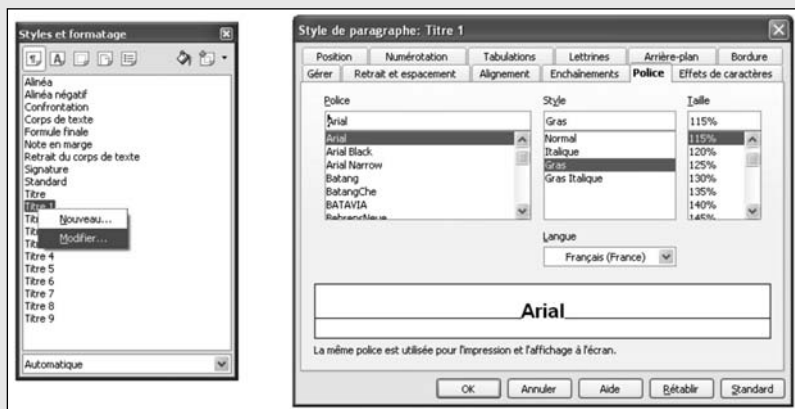 Styles et formatage
Alinéa
Alinéa négatif
Confrontation
Corps de texte
Formule finale
Note en marge
Retrait du corps de texte
Signature
Standard
Titre
Titre 1
Nouveau...
Modifier...
Titre 4
Titre 5
Titre 6
Titre 7
Titre 8
Titre 9
Automatique
Style de paragraphe: Titre 1
Position Numérotation Tabulations Lettrines Arrière-plan Bordure
Gérer Retrait et espacement Alignement Enchaînements Police Effets de caractères
Police Style Taille
Arial Gras 115%
Arial Normal 115%
Arial Black Italique 120%
Arial Narrow Gras 125%
Batang Gras Italique 130%
BatangChe 135%
BATAVIA 140%
145%
Langue
Français (France)
Arial
La même police est utilisée pour l'impression et l'affichage à l'écran.
OK Annuler Aide Rétablir Standard